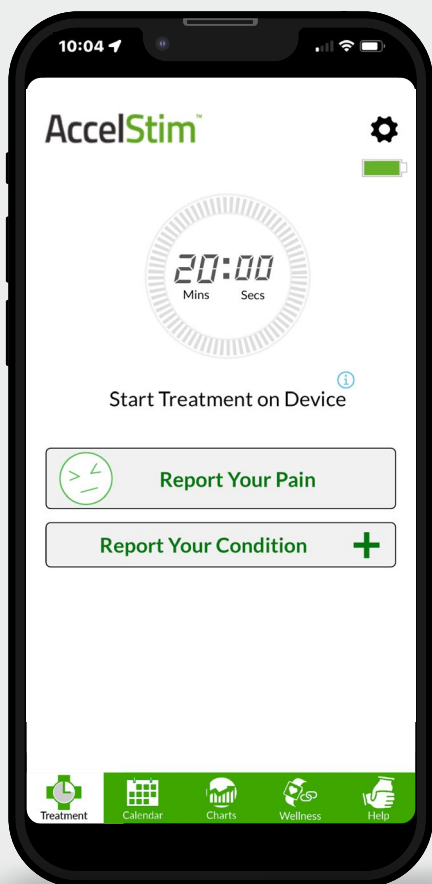 10:04
AccelStim™
20:00
Mins Secs
Start Treatment on Device
Report Your Pain
Report Your Condition
Treatment Calendar Charts Wellness Help